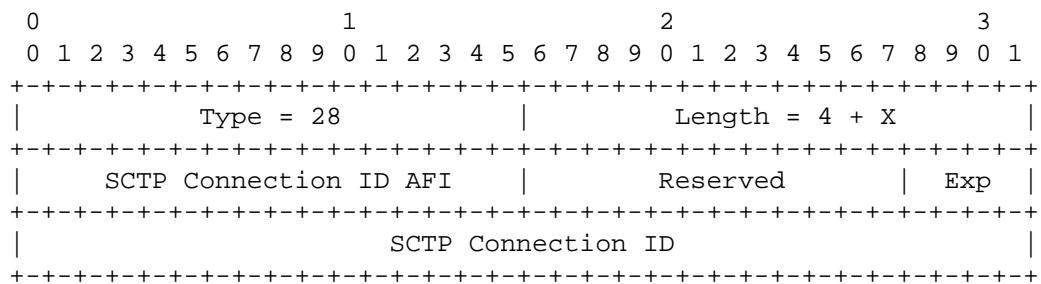 0                   1                   2                   3
 0 1 2 3 4 5 6 7 8 9 0 1 2 3 4 5 6 7 8 9 0 1 2 3 4 5 6 7 8 9 0 1
+-+-+-+-+-+-+-+-+-+-+-+-+-+-+-+-+-+-+-+-+-+-+-+-+-+-+-+-+-+-+-+-+
|           Type = 28           |         Length = 4 + X        |
+-+-+-+-+-+-+-+-+-+-+-+-+-+-+-+-+-+-+-+-+-+-+-+-+-+-+-+-+-+-+-+-+
|     SCTP Connection ID AFI    |        Reserved       |  Exp  |
+-+-+-+-+-+-+-+-+-+-+-+-+-+-+-+-+-+-+-+-+-+-+-+-+-+-+-+-+-+-+-+-+
|                       SCTP Connection ID                      |
+-+-+-+-+-+-+-+-+-+-+-+-+-+-+-+-+-+-+-+-+-+-+-+-+-+-+-+-+-+-+-+-+